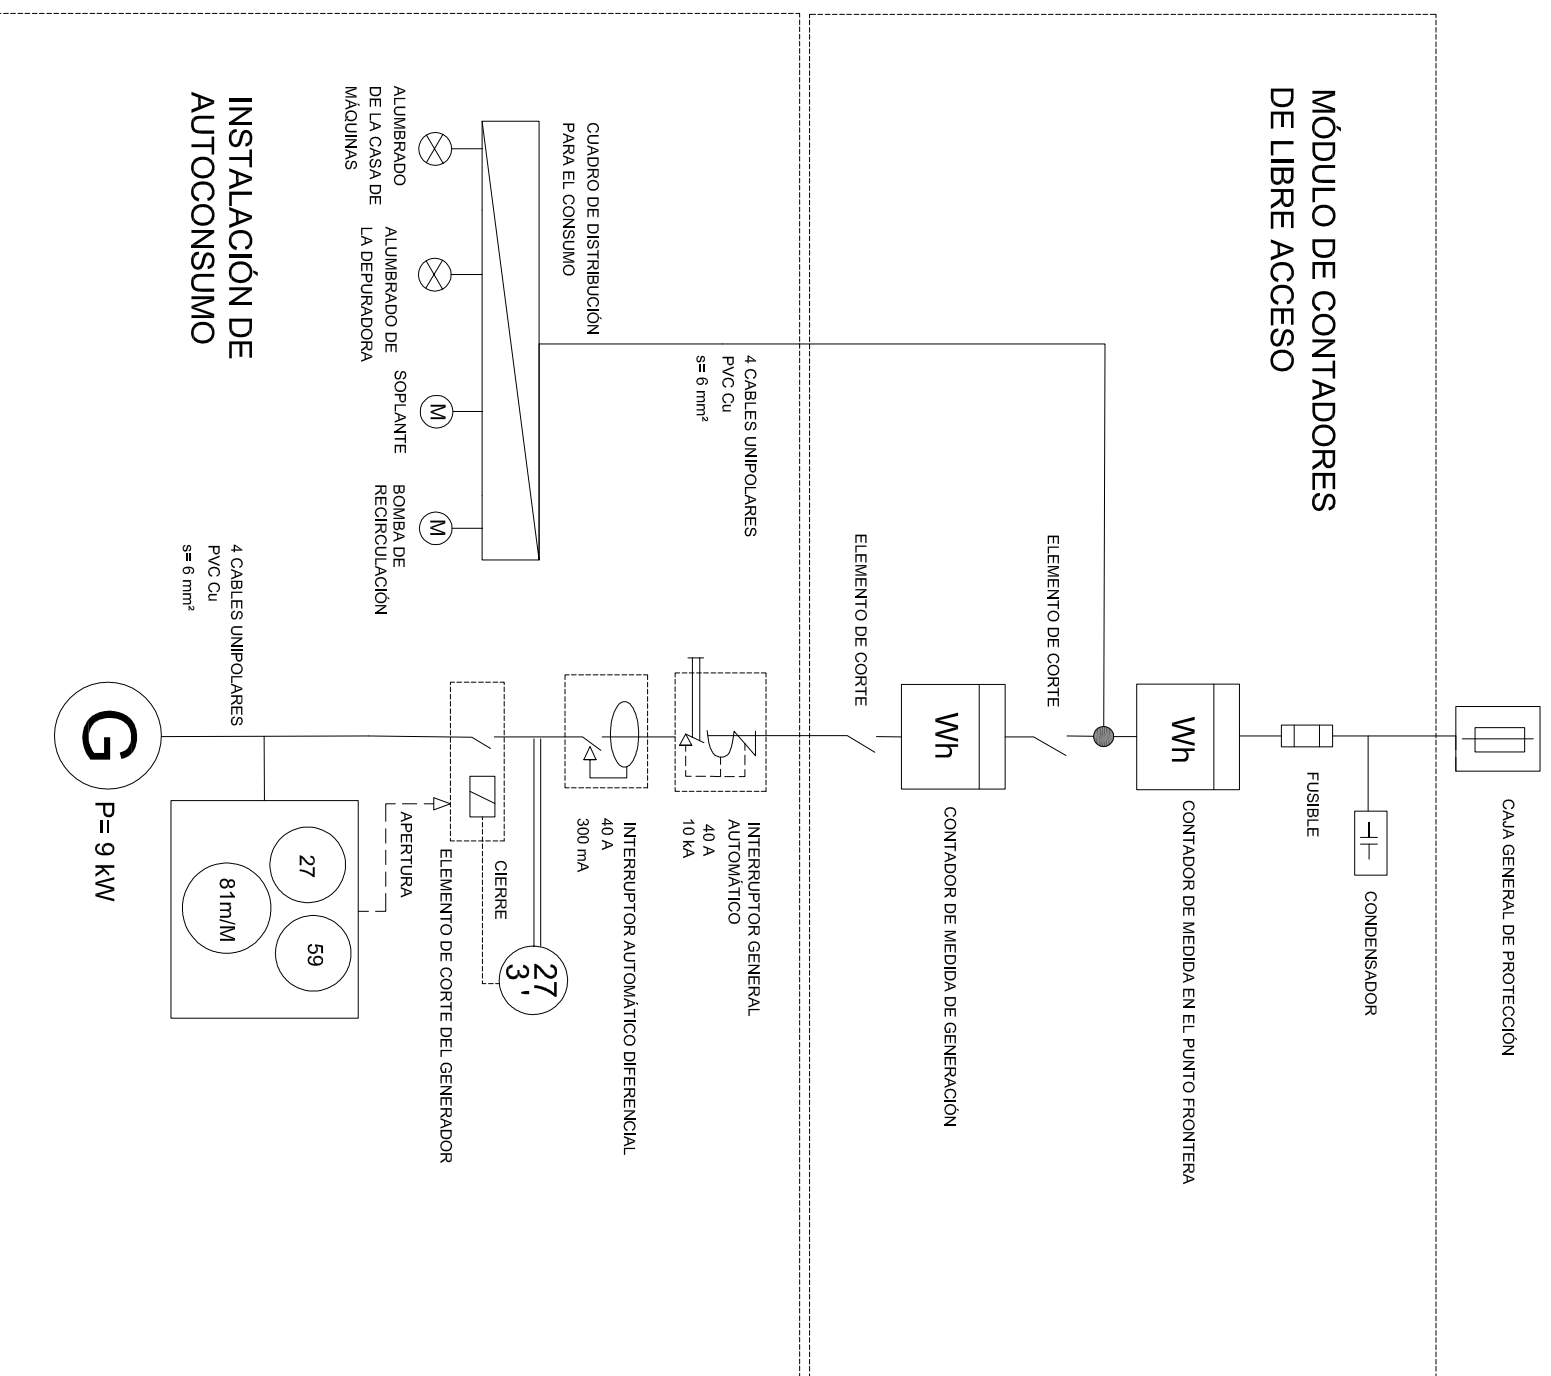 CAJA GENERAL DE PROTECCIÓN
MÓDULO DE CONTADORES
DE LIBRE ACCESO
CONDENSADOR
FUSIBLE
Wh
CONTADOR DE MEDIDA EN EL PUNTO FRONTERA
ELEMENTO DE CORTE
Wh
CONTADOR DE MEDIDA DE GENERACIÓN
ELEMENTO DE CORTE
4 CABLES UNIPOLARES
PVC Cu
s= 6 mm²
INTERRUPTOR GENERAL
AUTOMÁTICO
40 A
10 kA
CUADRO DE DISTRIBUCIÓN
PARA EL CONSUMO
INTERRUPTOR AUTOMÁTICO DIFERENCIAL
40 A
300 mA
27
3 '
CIERRE
ELEMENTO DE CORTE DEL GENERADOR
APERTURA
M
M
ALUMBRADO
DE LA CASA DE
MÁQUINAS
ALUMBRADO DE
LA DEPURADORA
SOPLANTE
BOMBA DE
RECIRCULACIÓN
INSTALACIÓN DE
AUTOCONSUMO
27
59
81m/M
4 CABLES UNIPOLARES
PVC Cu
s= 6 mm²
G
P= 9 kW